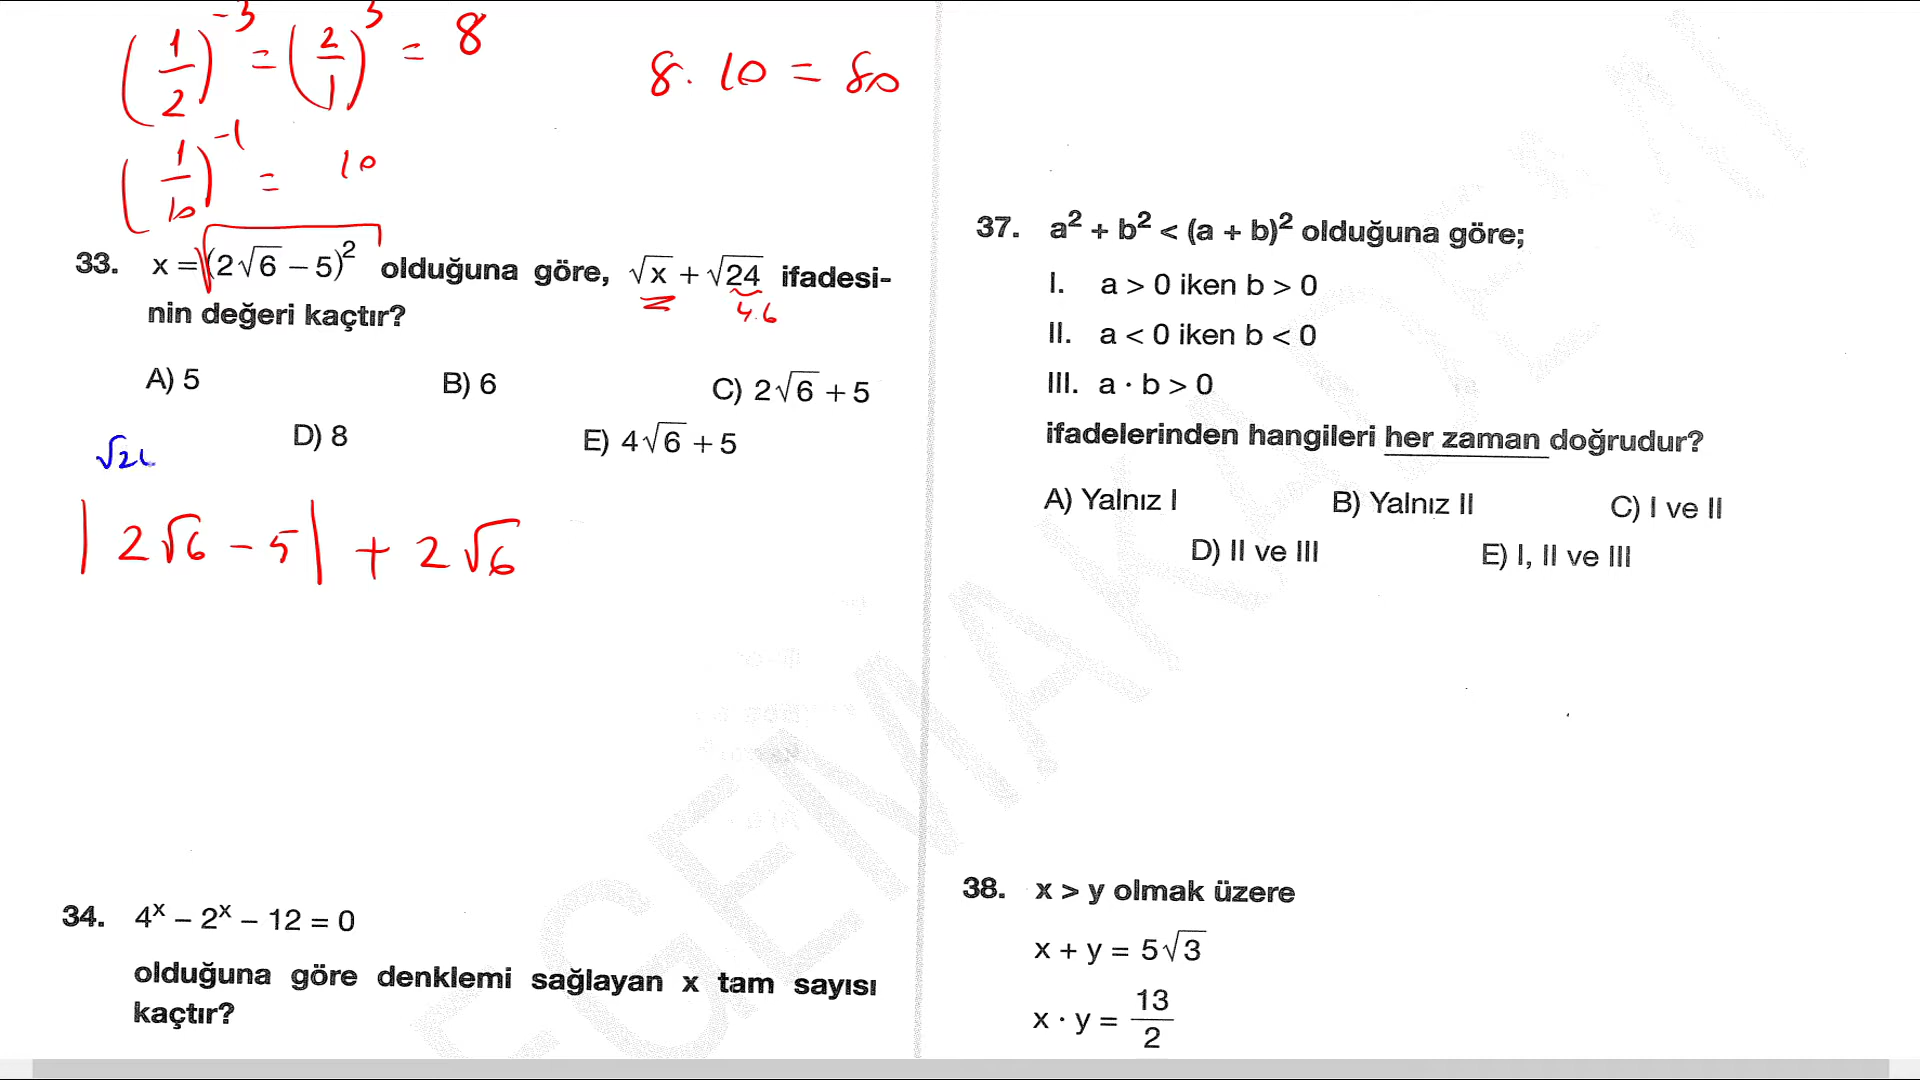 (1/2)⁻³ = (2/1)³ = 8
8. 10 = 80
(1/10)⁻¹ = 10
33. x = √(2√6 – 5)² olduğuna göre, √x + √24 ifadesi-
4.6
nin değeri kaçtır?
A) 5 B) 6 C) 2√6 + 5
D) 8 E) 4√6 + 5
|2√6 – 5| + 2√6
34. 4ˣ – 2ˣ – 12 = 0
olduğuna göre denklemi sağlayan x tam sayısı
kaçtır?
37. a² + b² < (a + b)² olduğuna göre;
I. a > 0 iken b > 0
II. a < 0 iken b < 0
III. a · b > 0
ifadelerinden hangileri her zaman doğrudur?
A) Yalnız I B) Yalnız II C) I ve II
D) II ve III E) I, II ve III
38. x > y olmak üzere
x + y = 5√3
x · y = 13/2
EGEMAKADEMİ